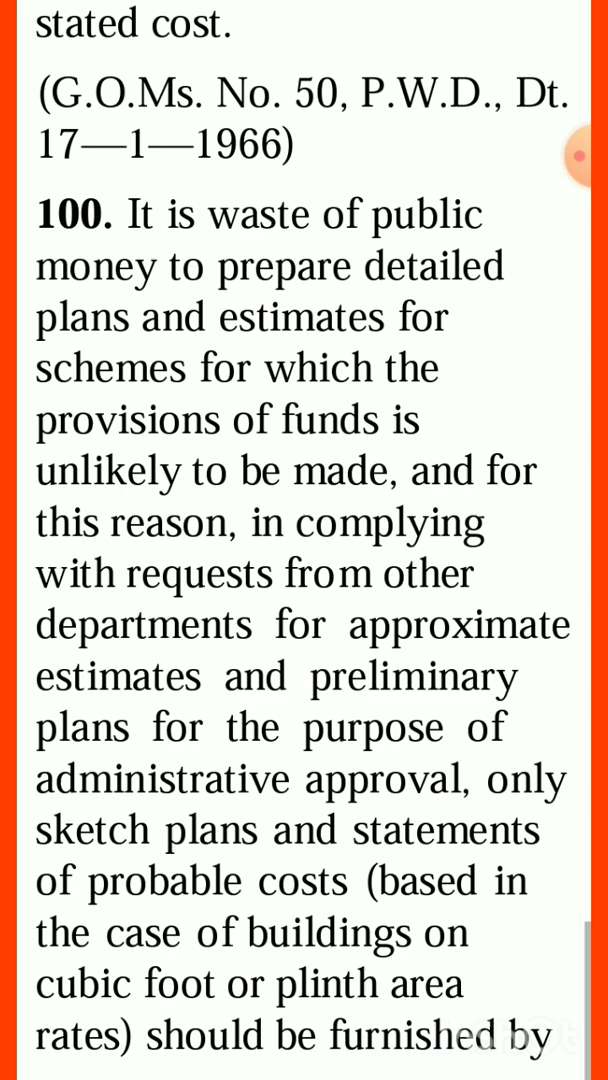 stated cost.
(G.O.Ms. No. 50, P.W.D., Dt.
17—1—1966)
100. It is waste of public
money to prepare detailed
plans and estimates for
schemes for which the
provisions of funds is
unlikely to be made, and for
this reason, in complying
with requests from other
departments for approximate
estimates and preliminary
plans for the purpose of
administrative approval, only
sketch plans and statements
of probable costs (based in
the case of buildings on
cubic foot or plinth area
rates) should be furnished by